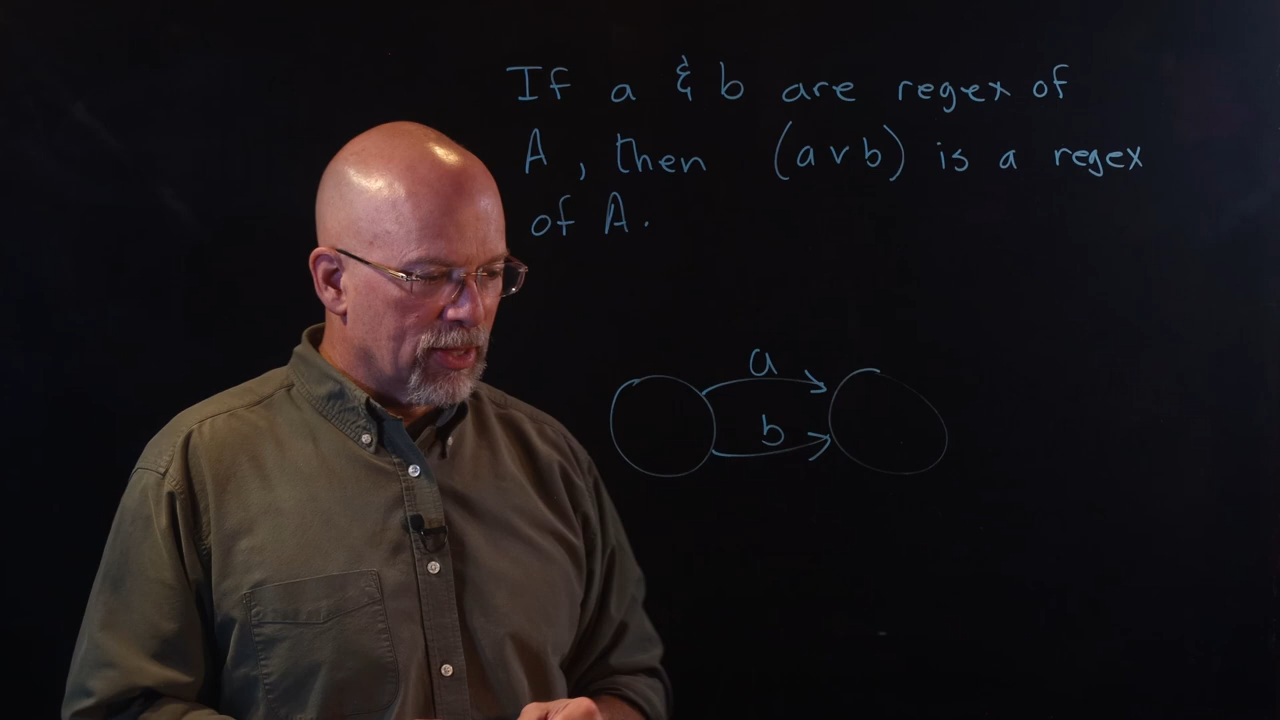 If a & b are regex of
A, then (a v b) is a regex
of A.
a
b